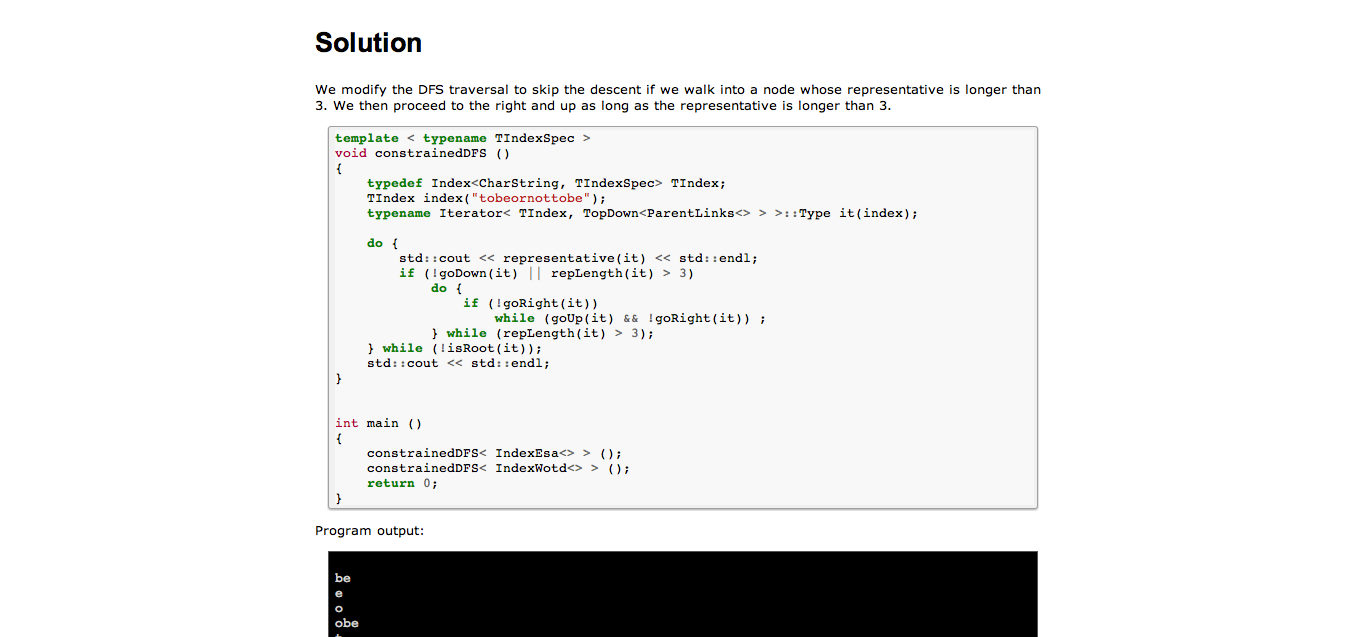 Solution
We modify the DFS traversal to skip the descent if we walk into a node whose representative is longer than
3. We then proceed to the right and up as long as the representative is longer than 3.
template < typename TIndexSpec >
void constrainedDFS ()
{
    typedef Index<CharString, TIndexSpec> TIndex;
    TIndex index("tobeornottobe");
    typename Iterator< TIndex, TopDown<ParentLinks<> > >::Type it(index);

    do {
        std::cout << representative(it) << std::endl;
        if (!goDown(it) || repLength(it) > 3)
            do {
                if (!goRight(it))
                    while (goUp(it) && !goRight(it)) ;
            } while (repLength(it) > 3);
    } while (!isRoot(it));
    std::cout << std::endl;
}

int main ()
{
    constrainedDFS< IndexEsa<> > ();
    constrainedDFS< IndexWotd<> > ();
    return 0;
}
Program output:
be
e
o
obe